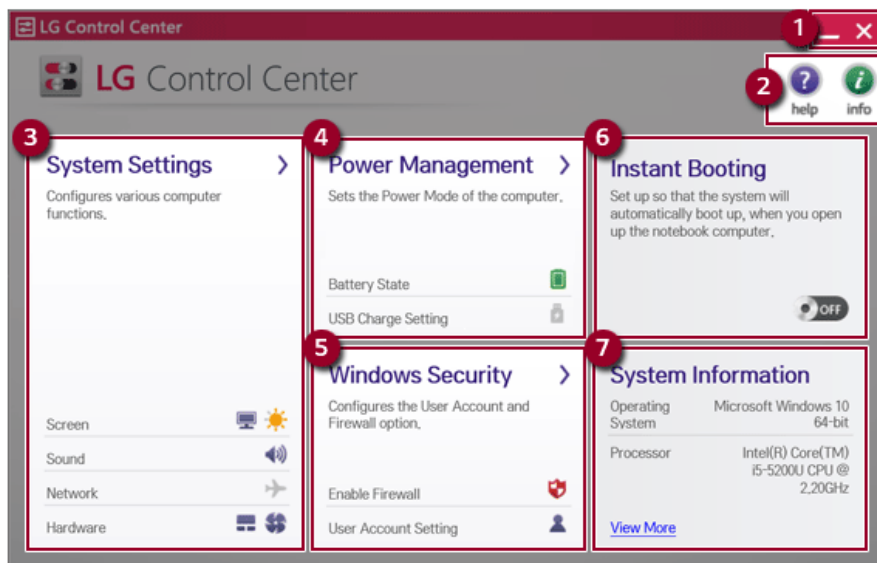 LG Control Center
1
LG Control Center
2
help
info
3
System Settings >
Configures various computer
functions.
Screen
Sound
Network
Hardware
4
Power Management >
Sets the Power Mode of the computer.
Battery State
USB Charge Setting
5
Windows Security >
Configures the User Account and
Firewall option.
Enable Firewall
User Account Setting
6
Instant Booting
Set up so that the system will
automatically boot up, when you open
up the notebook computer.
OFF
7
System Information
Operating System
Microsoft Windows 10
64-bit
Processor
Intel(R) Core(TM)
i5-5200U CPU @
2.20GHz
View More